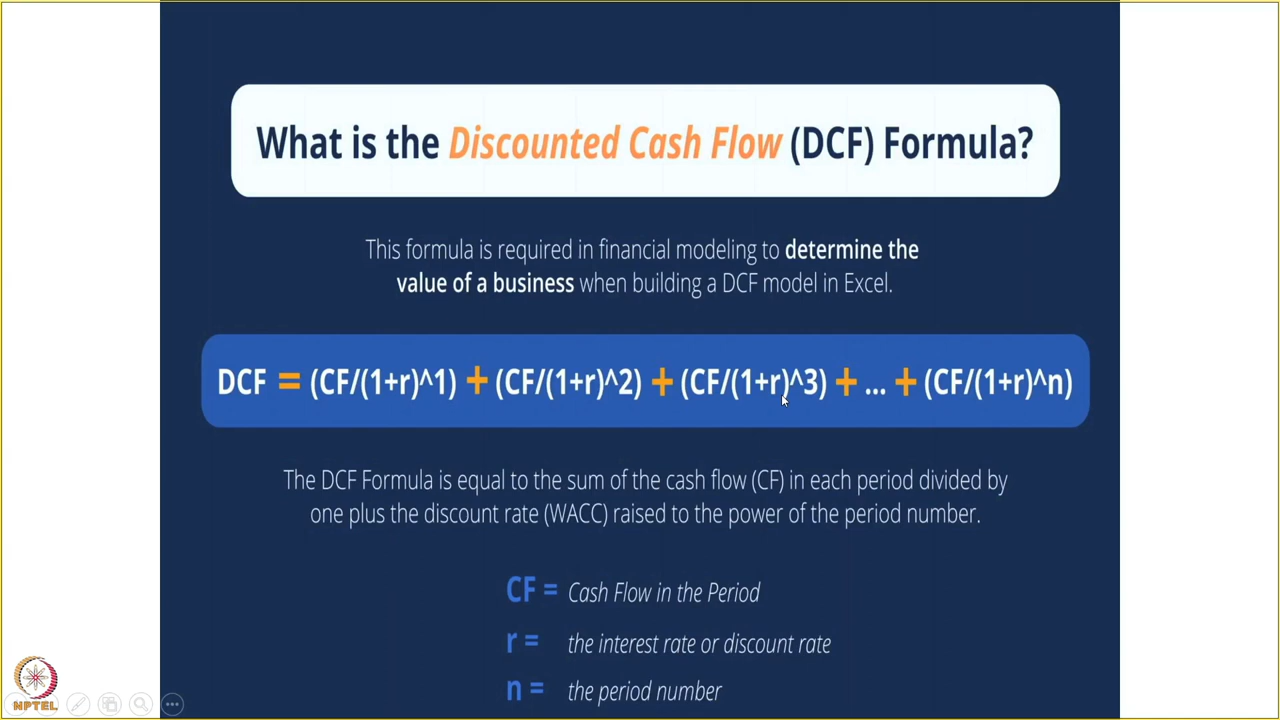 What is the Discounted Cash Flow (DCF) Formula?
This formula is required in financial modeling to determine the
value of a business when building a DCF model in Excel.
DCF = (CF/(1+r)^1) + (CF/(1+r)^2) + (CF/(1+r)^3) + ... + (CF/(1+r)^n)
The DCF Formula is equal to the sum of the cash flow (CF) in each period divided by
one plus the discount rate (WACC) raised to the power of the period number.
CF = Cash Flow in the Period
r = the interest rate or discount rate
n = the period number
NPTEL